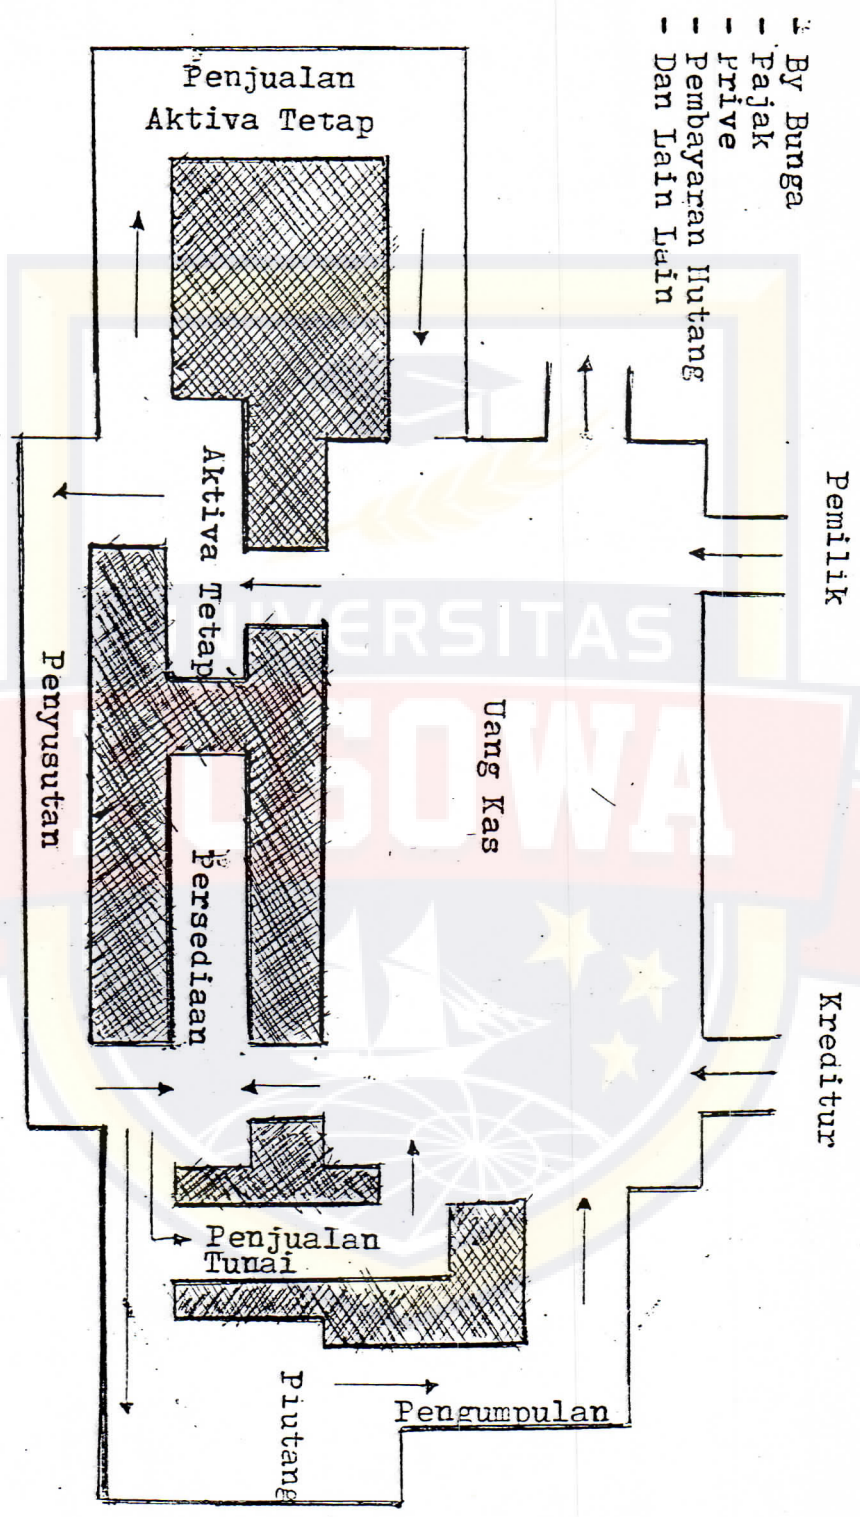 - By Bunga
- Pajak
- Prive
- Pembayaran Hutang
- Dan Lain Lain
Pemilik
Kreditur
Penjualan
Aktiva Tetap
Aktiva Tetap
Uang Kas
Penyusutan
Persediaan
Penjualan
Tunai
Piutang
Pengumpulan
UNIVERSITAS
BOSOWA